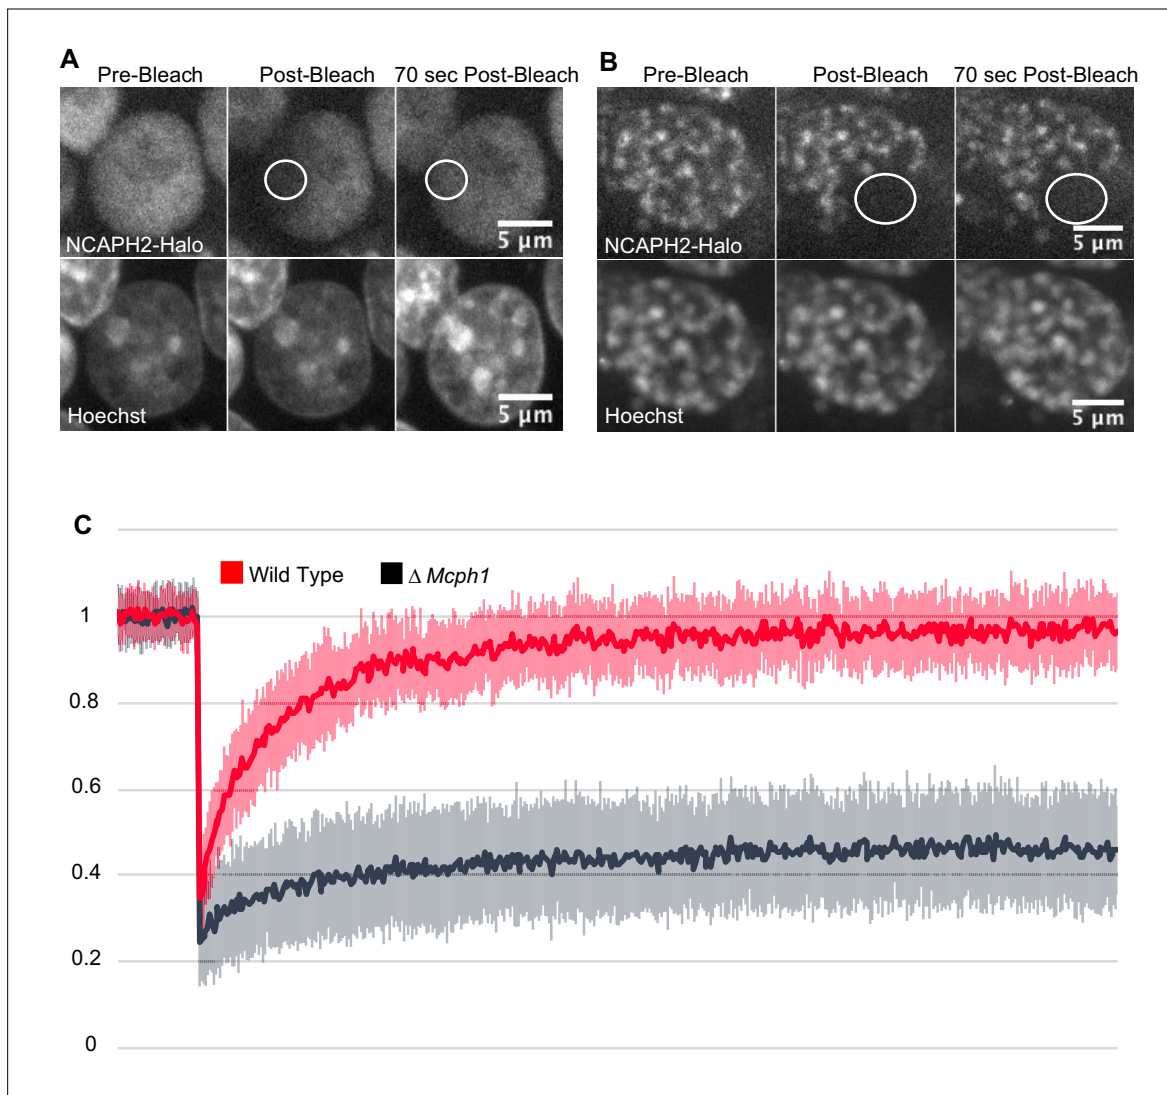 A
Pre-Bleach Post-Bleach 70 sec Post-Bleach
NCAPH2-Halo
5 μm
Hoechst
5 μm
B
Pre-Bleach Post-Bleach 70 sec Post-Bleach
NCAPH2-Halo
5 μm
Hoechst
5 μm
C
Wild Type
Δ Mcph1
1
0.8
0.6
0.4
0.2
0